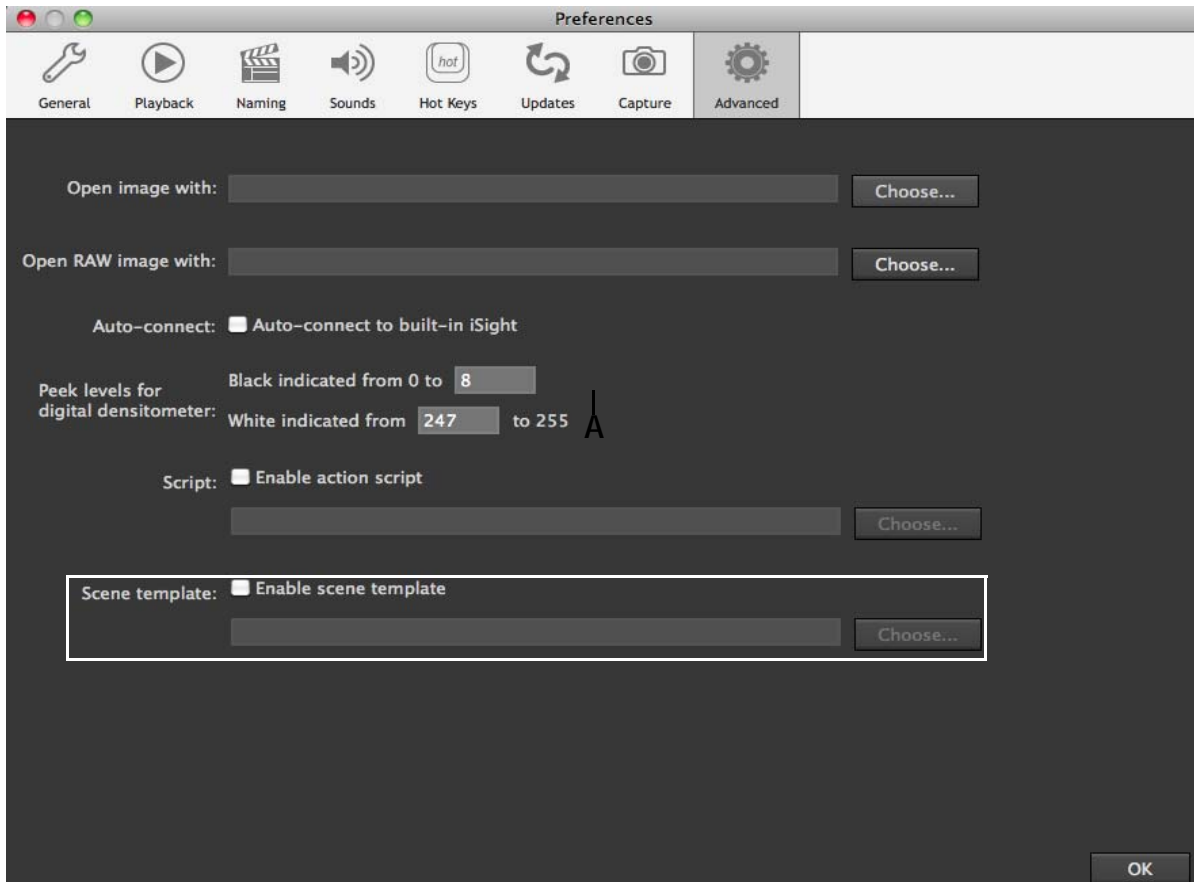 Preferences
General Playback Naming Sounds hot Hot Keys Updates Capture Advanced
Open image with: Choose...
Open RAW image with: Choose...
Auto-connect: Auto-connect to built-in iSight
Peek levels for digital densitometer:
Black indicated from 0 to 8
White indicated from 247 to 255
A
Script: Enable action script
Choose...
Scene template: Enable scene template
Choose...
OK